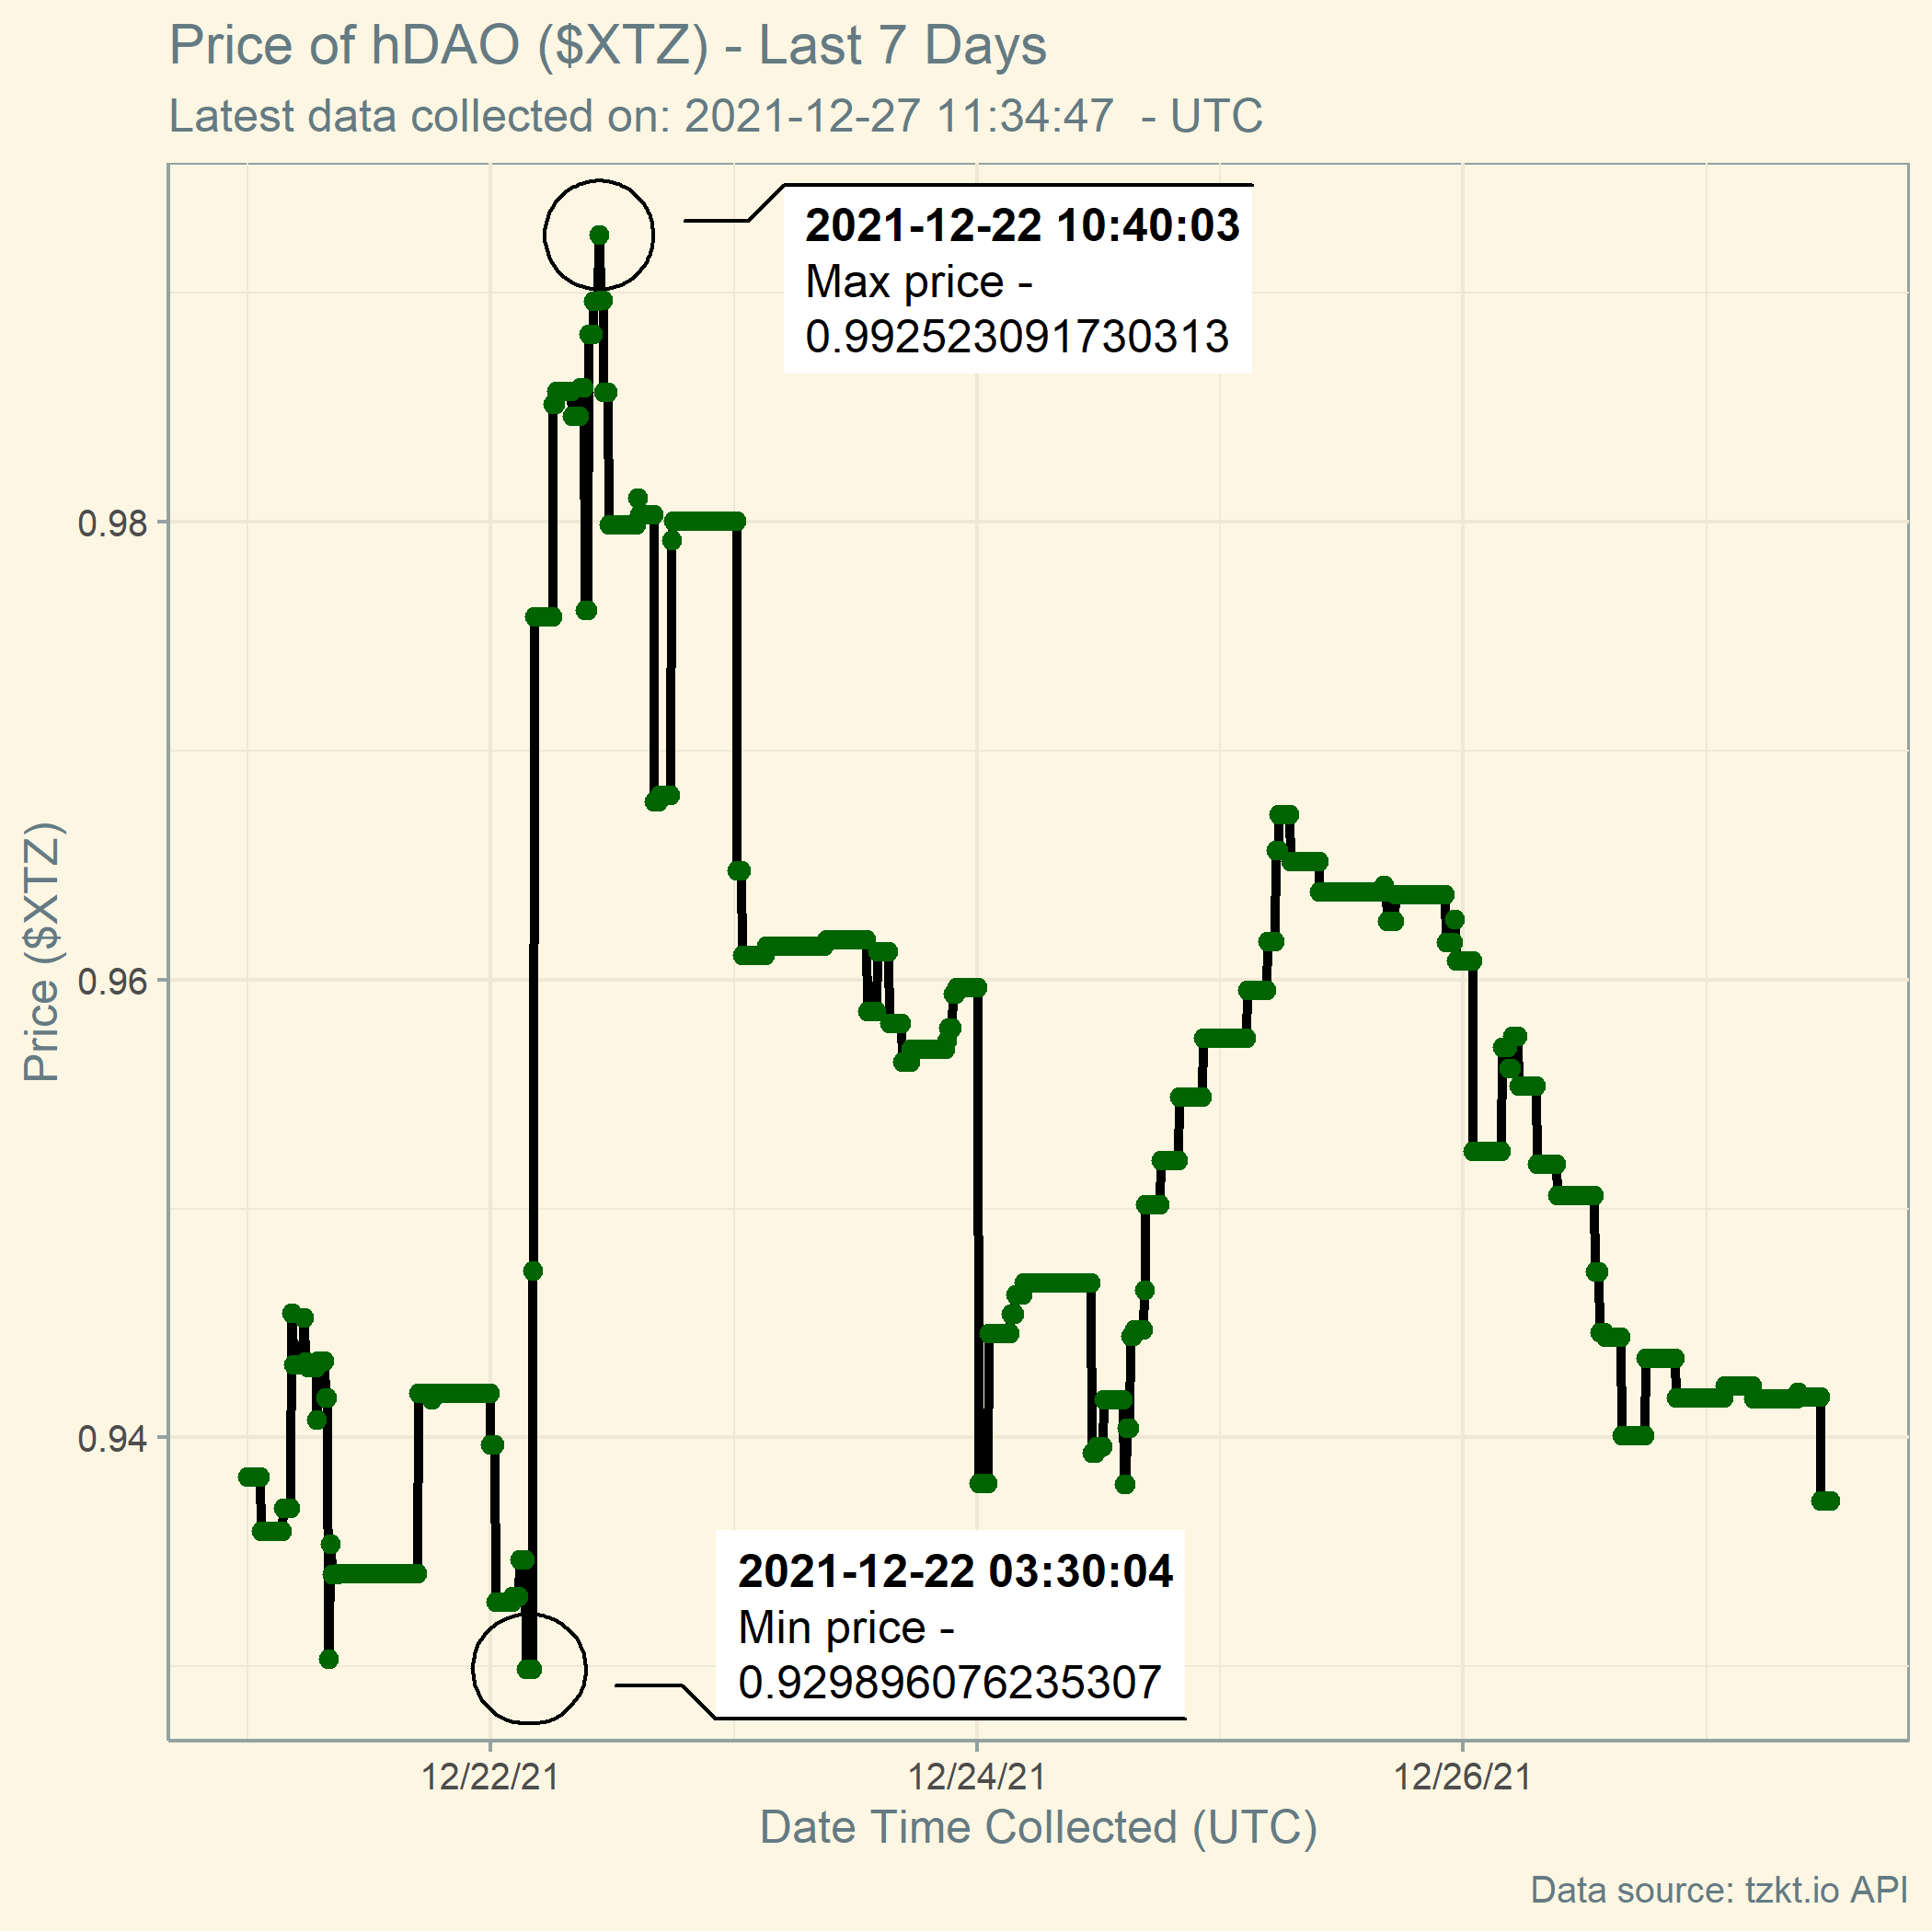 Price of hDAO ($XTZ) - Last 7 Days
Latest data collected on: 2021-12-27 11:34:47  - UTC
2021-12-22 10:40:03
Max price -
0.992523091730313
0.98
0.96
0.94
Price ($XTZ)
2021-12-22 03:30:04
Min price -
0.929896076235307
12/22/21
12/24/21
12/26/21
Date Time Collected (UTC)
Data source: tzkt.io API